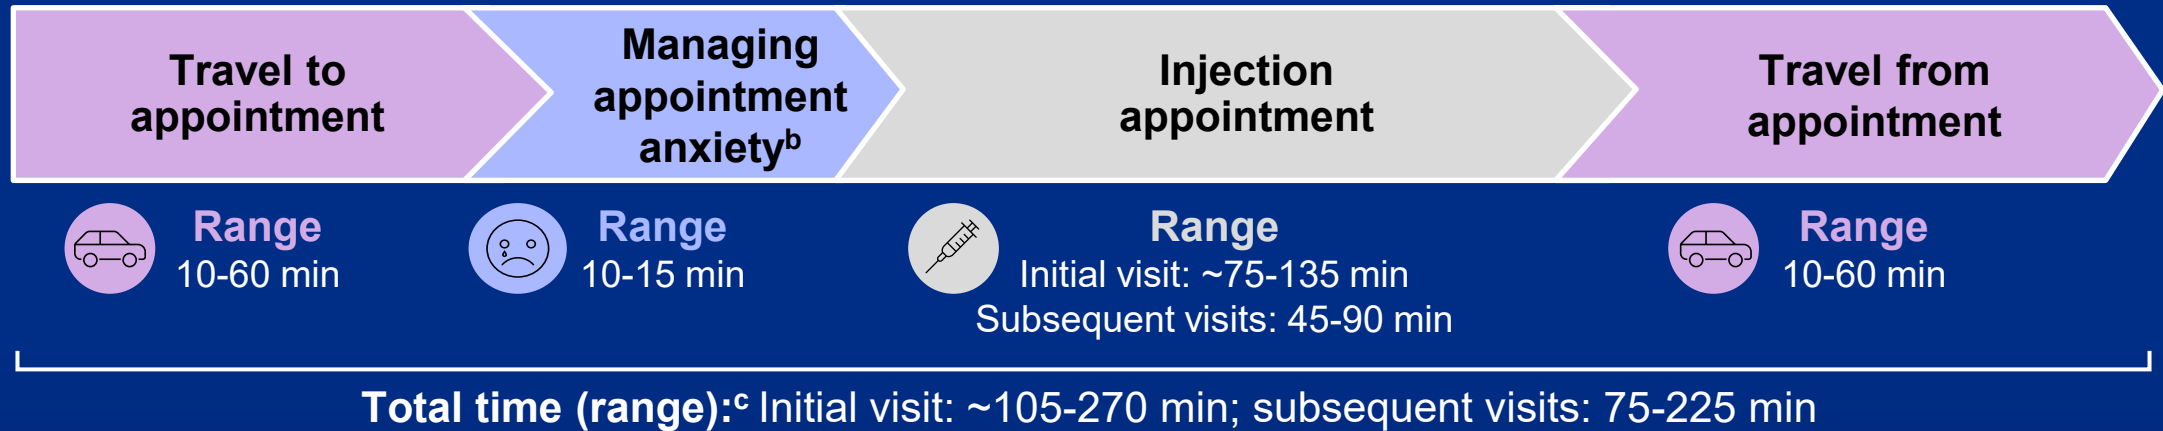 Travel to
appointment
Managing
appointment
anxietyᵇ
Injection
appointment
Travel from
appointment
Range
10-60 min
Range
10-15 min
Range
Initial visit: ~75-135 min
Subsequent visits: 45-90 min
Range
10-60 min
Total time (range):ᶜ Initial visit: ~105-270 min; subsequent visits: 75-225 min